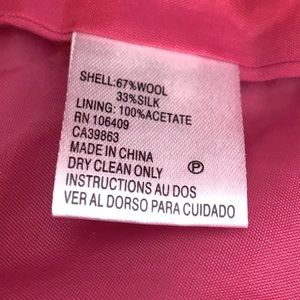 SHELL:67%WOOL
33%SILK
LINING: 100%ACETATE
RN 106409
CA39863
MADE IN CHINA
DRY CLEAN ONLY P
INSTRUCTIONS AU DOS
VER AL DORSO PARA CUIDADO